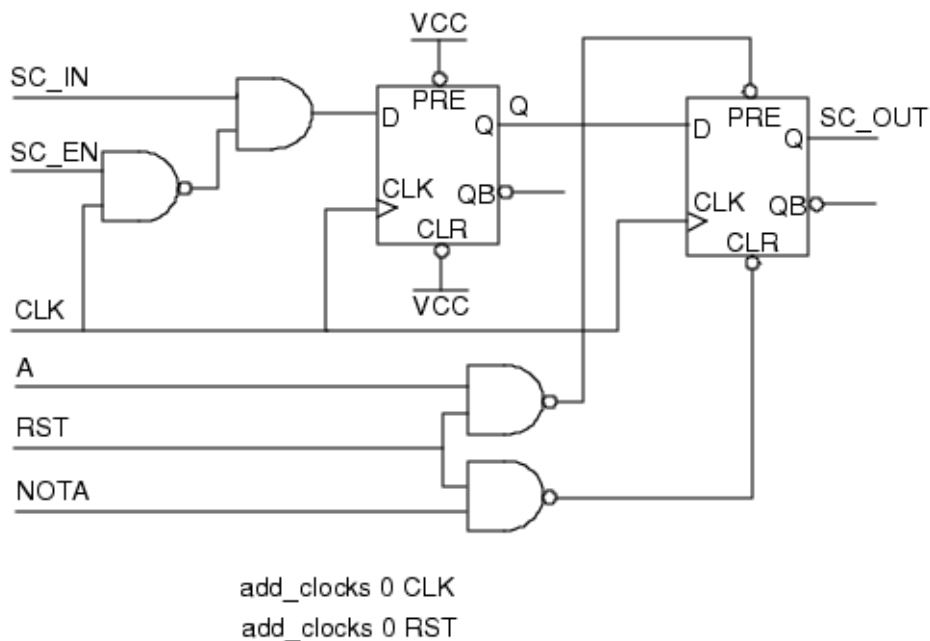 VCC
SC_IN
PRE
Q
D
Q
PRE
D
Q
SC_OUT
SC_EN
CLK
QB
CLK
QB
CLR
CLR
VCC
CLK
A
RST
NOTA
add_clocks 0 CLK
add_clocks 0 RST